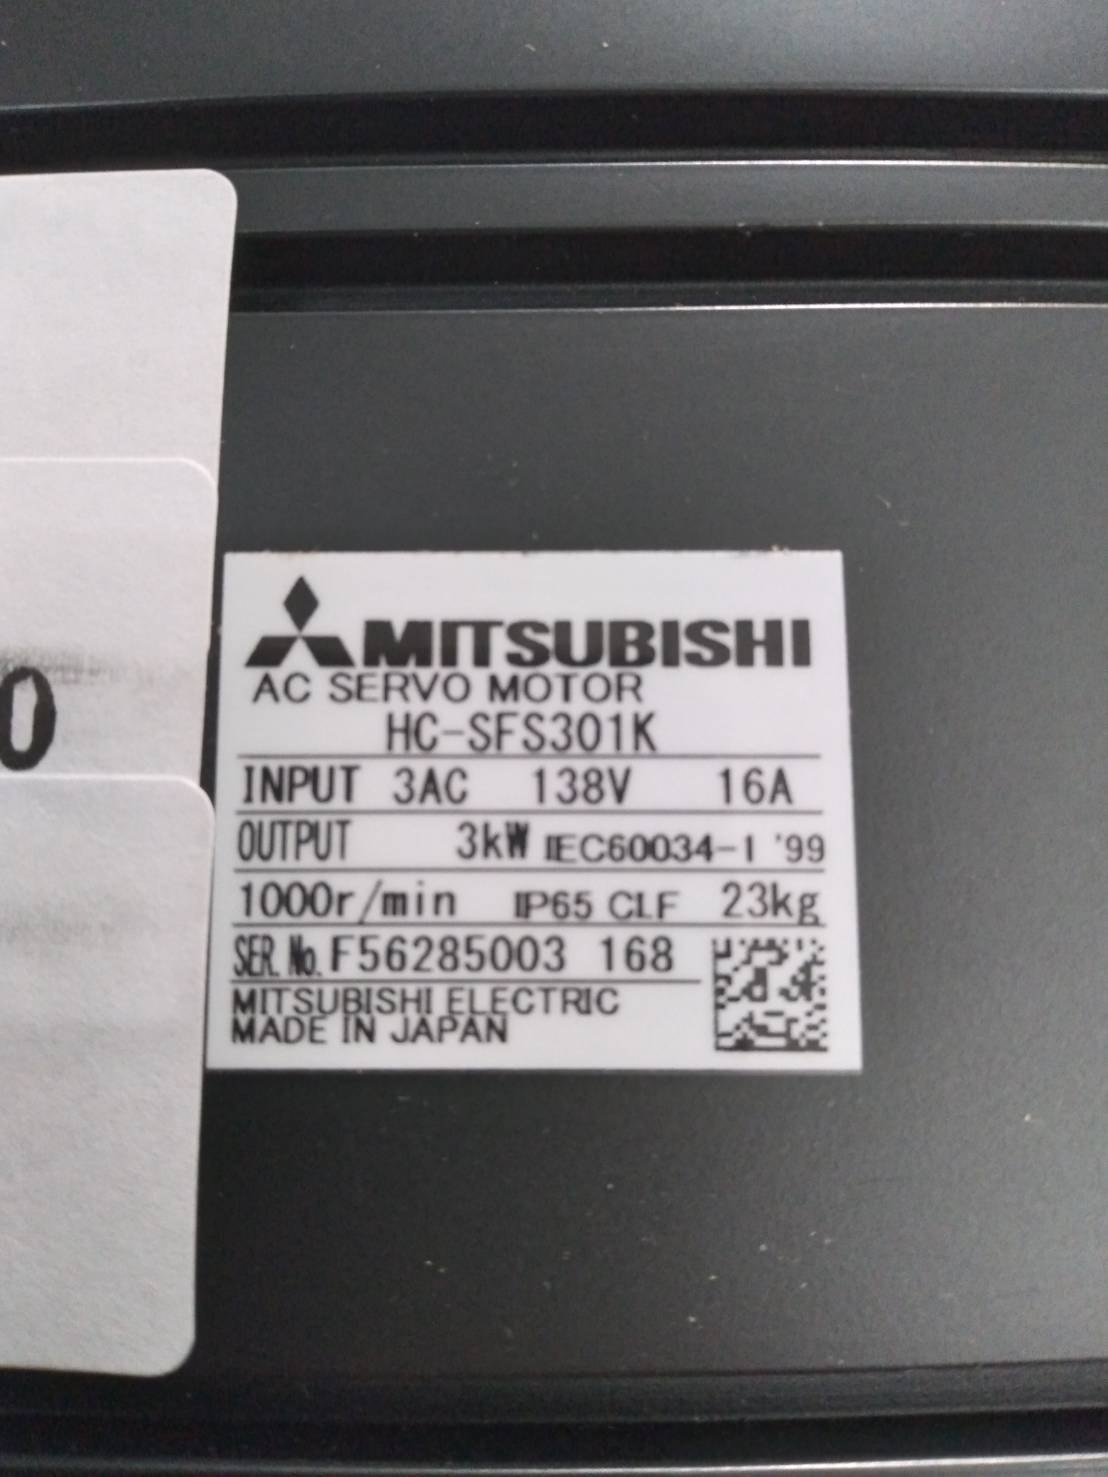 MITSUBISHI
AC SERVO MOTOR
HC-SFS301K
INPUT 3AC 138V 16A
OUTPUT 3kW IEC60034-1 '99
1000r/min IP65 CLF 23kg
SER. No. F56285003 168
MITSUBISHI ELECTRIC
MADE IN JAPAN
0